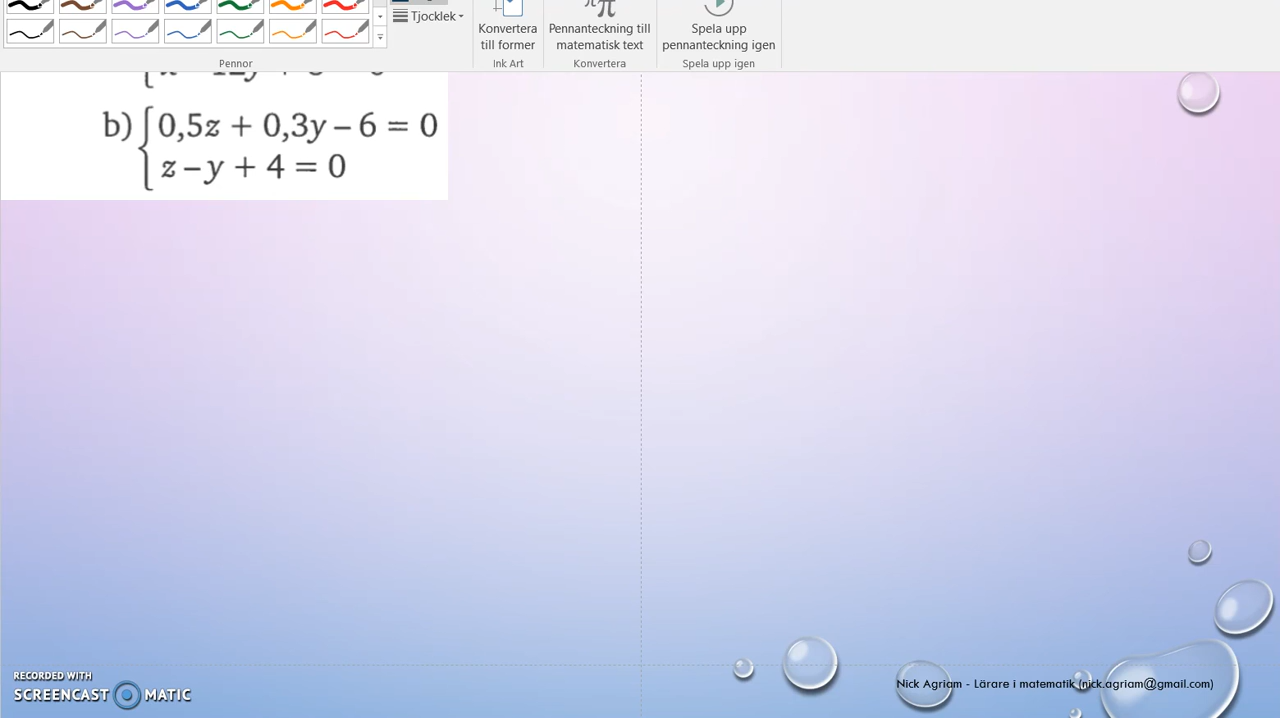 Tjocklek
Konvertera
till former
Pennanteckning till
matematisk text
Spela upp
pennanteckning igen
Pennor
Ink Art
Konvertera
Spela upp igen
b) { 0,5z + 0,3y – 6 = 0
z – y + 4 = 0
RECORDED WITH
SCREENCAST MATIC
Nick Agriam - Lärare i matematik (nick.agriam@gmail.com)